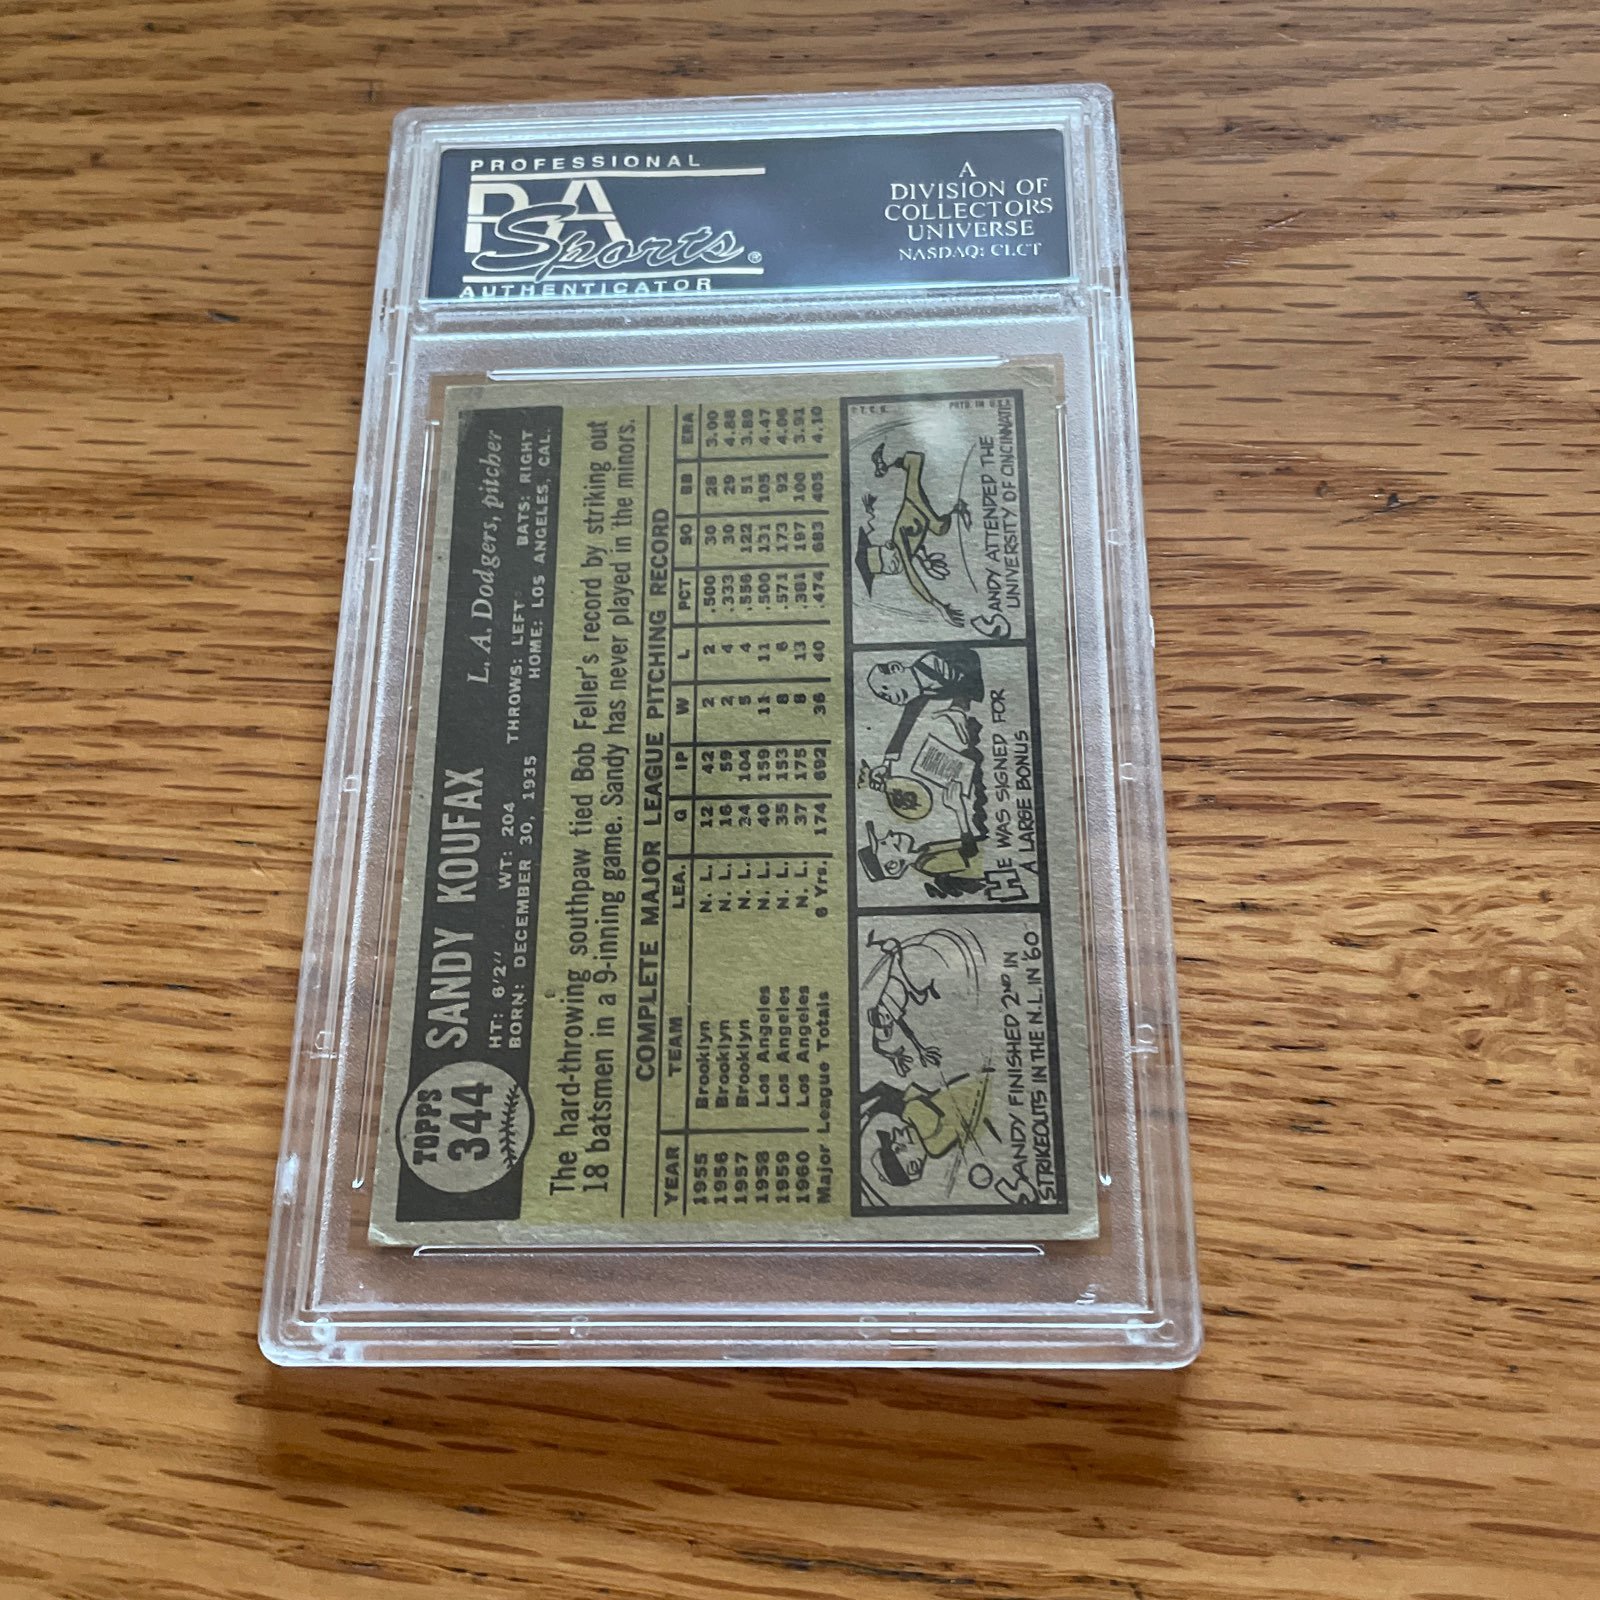 PROFESSIONAL
PSA
Sports®
AUTHENTICATOR
A
DIVISION OF
COLLECTORS
UNIVERSE
NASDAQ: CLCT
TOPPS
344
SANDY KOUFAX
L. A. Dodgers, pitcher
HT: 6'2" WT: 204 THROWS: LEFT BATS: RIGHT
BORN: DECEMBER 30, 1935 HOME: LOS ANGELES, CAL.
The hard-throwing southpaw tied Bob Feller's record by striking out
18 batsmen in a 9-inning game. Sandy has never played in the minors.
COMPLETE MAJOR LEAGUE PITCHING RECORD
YEAR TEAM LEA. G IP W L PCT SO BB ERA
1955 Brooklyn N. L. 12 42 2 2 .500 30 28 3.00
1956 Brooklyn N. L. 16 59 2 4 .333 30 29 4.88
1957 Brooklyn N. L. 34 104 5 4 .556 122 51 3.89
1958 Los Angeles N. L. 40 159 11 11 .500 131 105 4.47
1959 Los Angeles N. L. 35 153 8 6 .571 173 92 4.06
1960 Los Angeles N. L. 37 175 8 13 .381 197 100 3.91
Major League Totals 6 Yrs. 174 692 36 40 .474 683 405 4.10
SANDY FINISHED 2ND IN
STRIKEOUTS IN THE N.L. IN '60
HE WAS SIGNED FOR
A LARGE BONUS
© T.C.G. PRTD. IN U.S.A.
SANDY ATTENDED THE
UNIVERSITY OF CINCINNATI